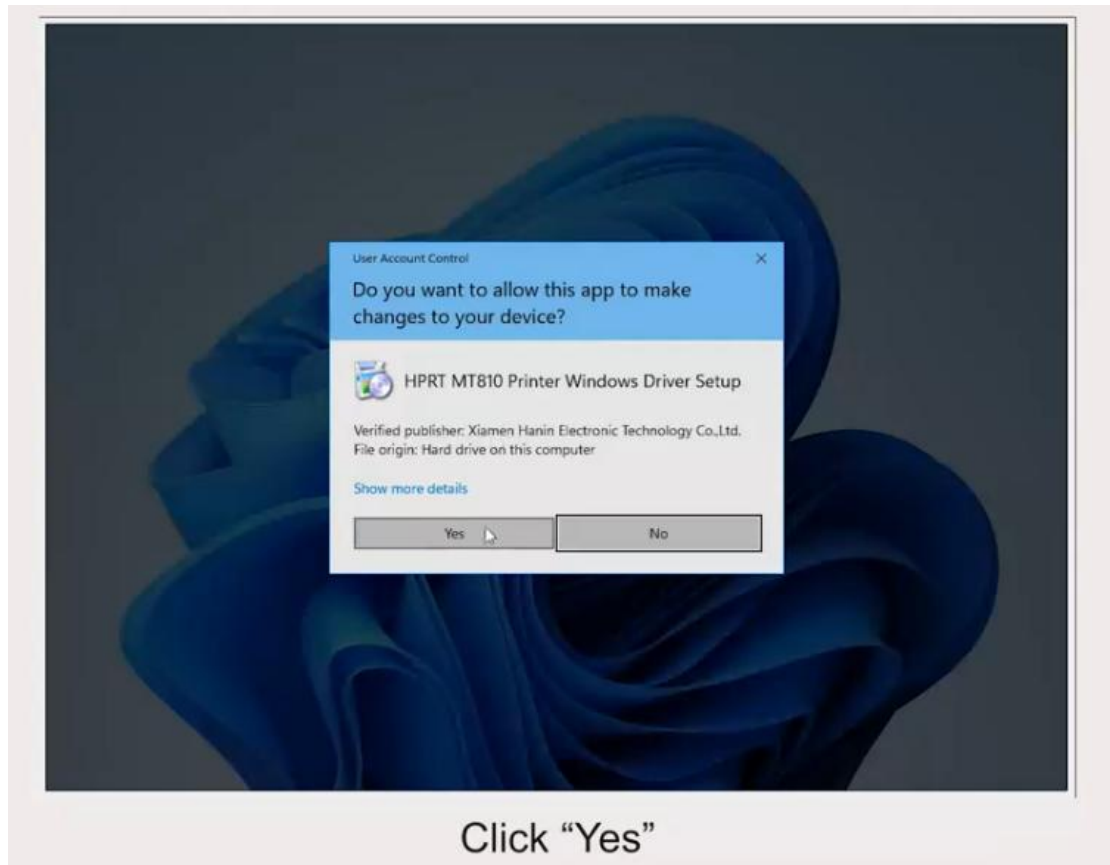 User Account Control
Do you want to allow this app to make
changes to your device?
HPRT MT810 Printer Windows Driver Setup
Verified publisher: Xiamen Hanin Electronic Technology Co.,Ltd.
File origin: Hard drive on this computer
Show more details
Yes
No
Click “Yes”